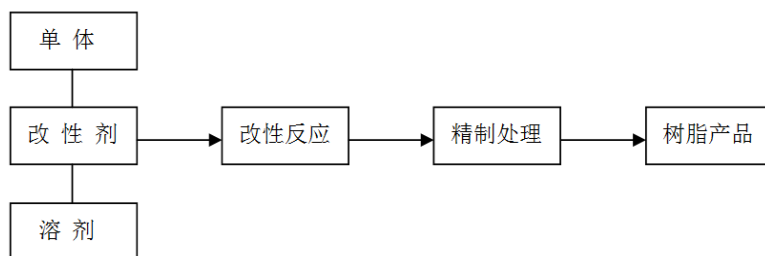 单 体
改 性 剂
改性反应
精制处理
树脂产品
溶 剂